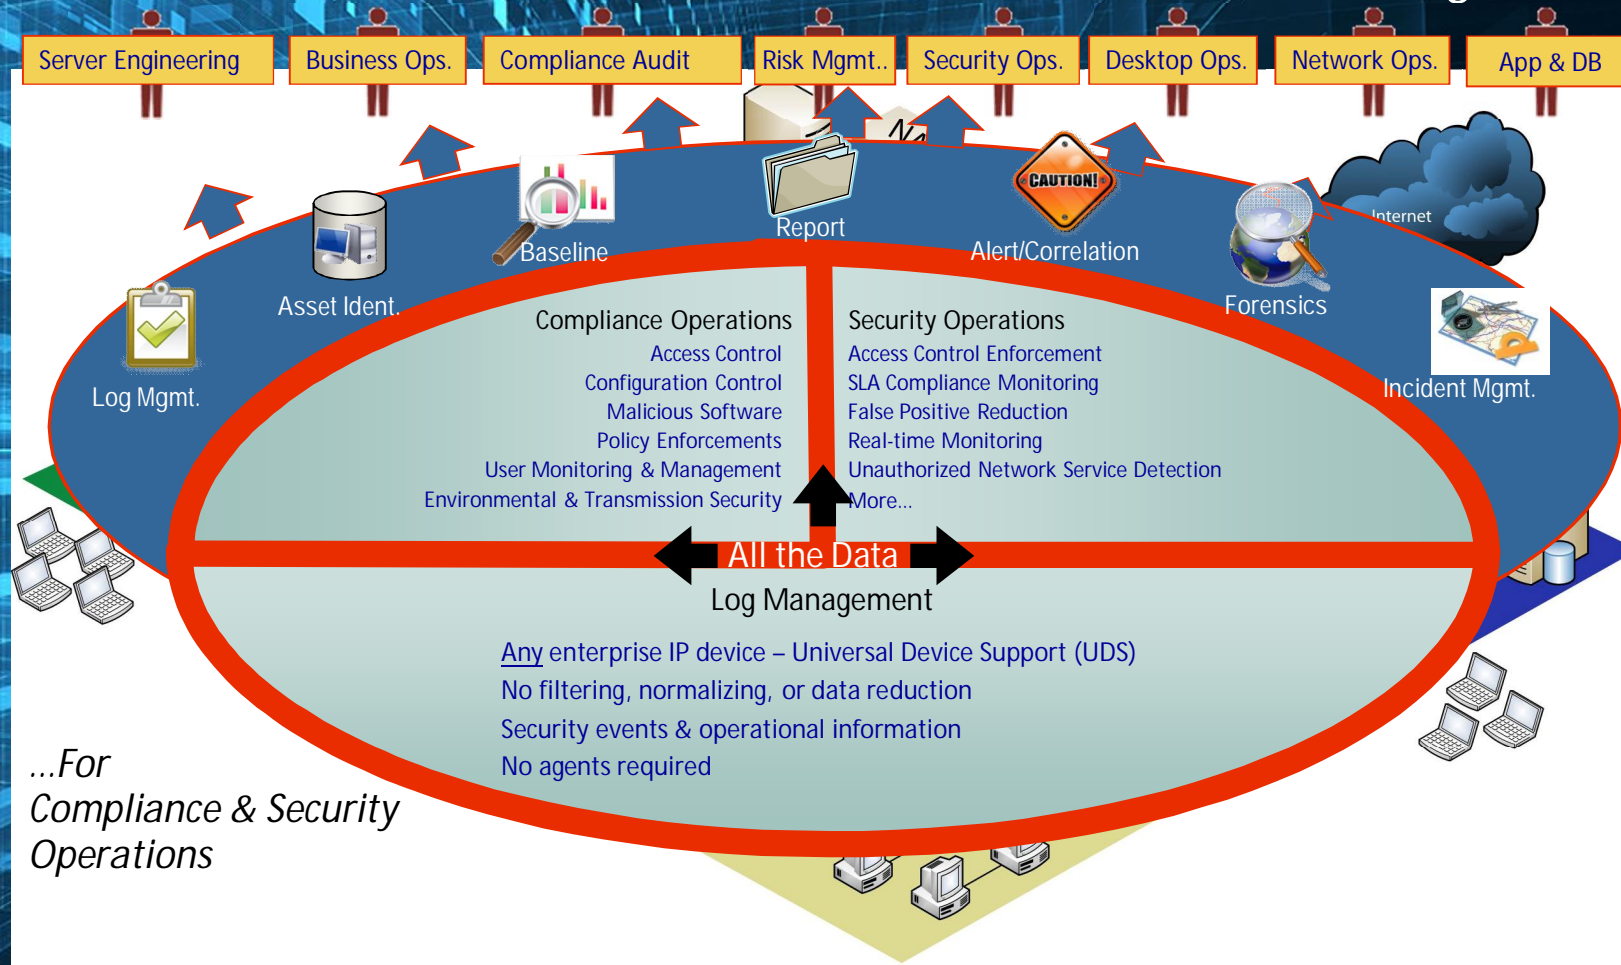 Server Engineering
Business Ops.
Compliance Audit
Risk Mgmt..
Security Ops.
Desktop Ops.
Network Ops.
App & DB
CAUTION!
Internet
Report
Baseline
Alert/Correlation
Asset Ident.
Forensics
Log Mgmt.
Incident Mgmt.
Compliance Operations
Access Control
Configuration Control
Malicious Software
Policy Enforcements
User Monitoring & Management
Environmental & Transmission Security
Security Operations
Access Control Enforcement
SLA Compliance Monitoring
False Positive Reduction
Real-time Monitoring
Unauthorized Network Service Detection
More...
All the Data
Log Management
Any enterprise IP device – Universal Device Support (UDS)
No filtering, normalizing, or data reduction
Security events & operational information
No agents required
...For
Compliance & Security
Operations